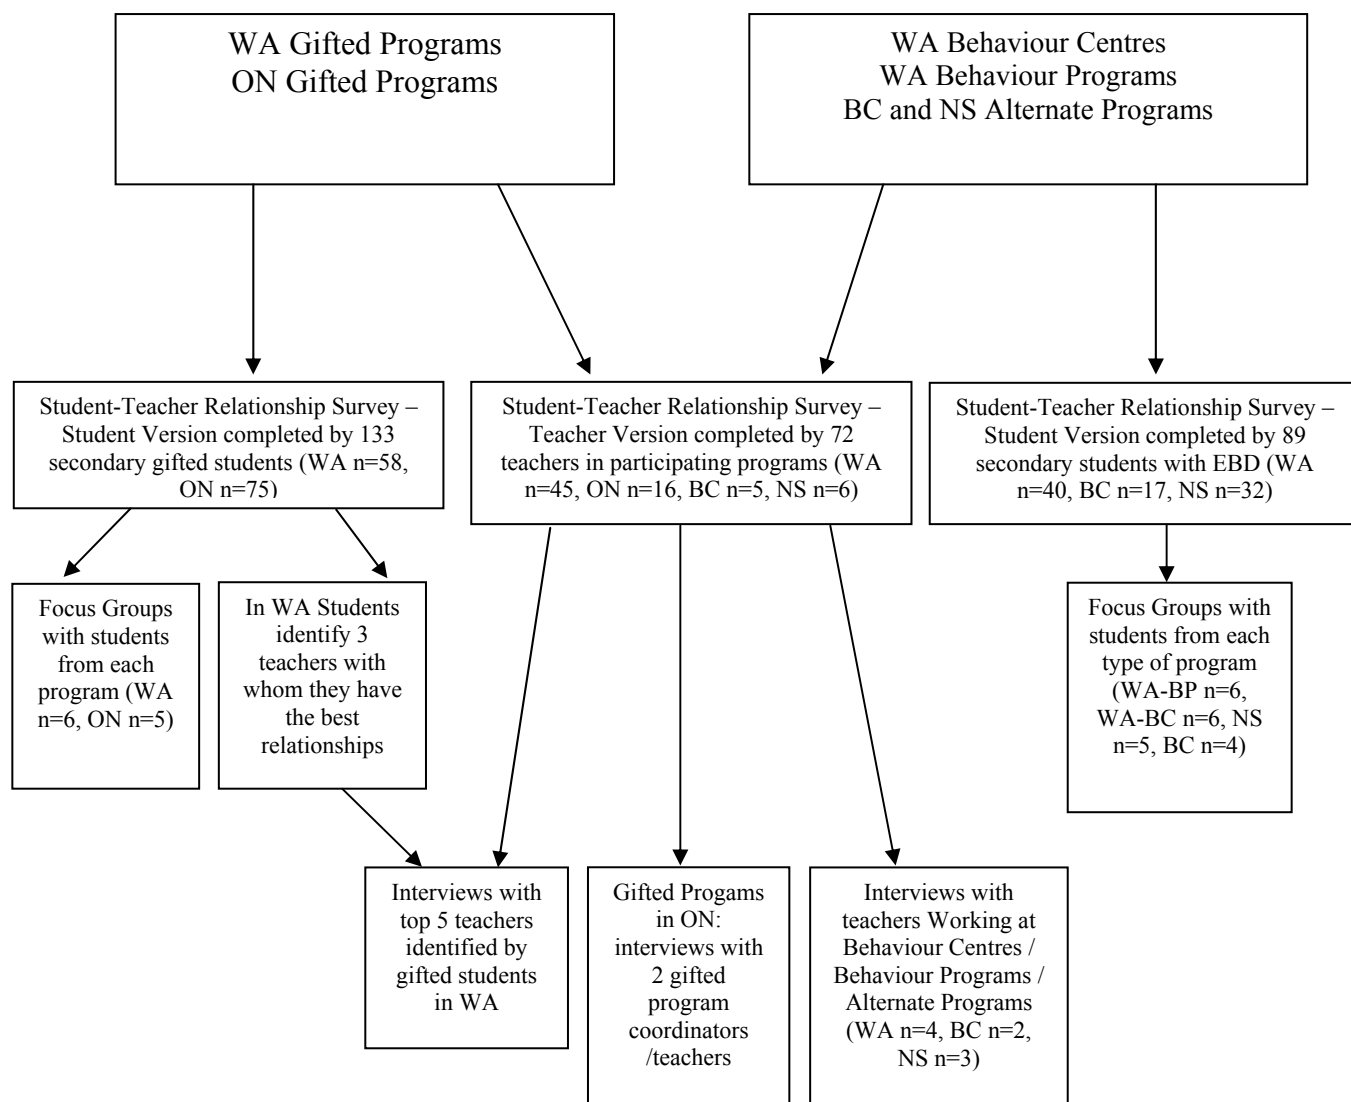 WA Gifted Programs
ON Gifted Programs
WA Behaviour Centres
WA Behaviour Programs
BC and NS Alternate Programs
Student-Teacher Relationship Survey –
Student Version completed by 133
secondary gifted students (WA n=58,
ON n=75)
Student-Teacher Relationship Survey –
Teacher Version completed by 72
teachers in participating programs (WA
n=45, ON n=16, BC n=5, NS n=6)
Student-Teacher Relationship Survey –
Student Version completed by 89
secondary students with EBD (WA
n=40, BC n=17, NS n=32)
Focus Groups
with students
from each
program (WA
n=6, ON n=5)
In WA Students
identify 3
teachers with
whom they have
the best
relationships
Focus Groups with
students from each
type of program
(WA-BP n=6,
WA-BC n=6, NS
n=5, BC n=4)
Interviews with
top 5 teachers
identified by
gifted students
in WA
Gifted Progams
in ON:
interviews with
2 gifted
program
coordinators
/teachers
Interviews with
teachers Working at
Behaviour Centres /
Behaviour Programs /
Alternate Programs
(WA n=4, BC n=2,
NS n=3)